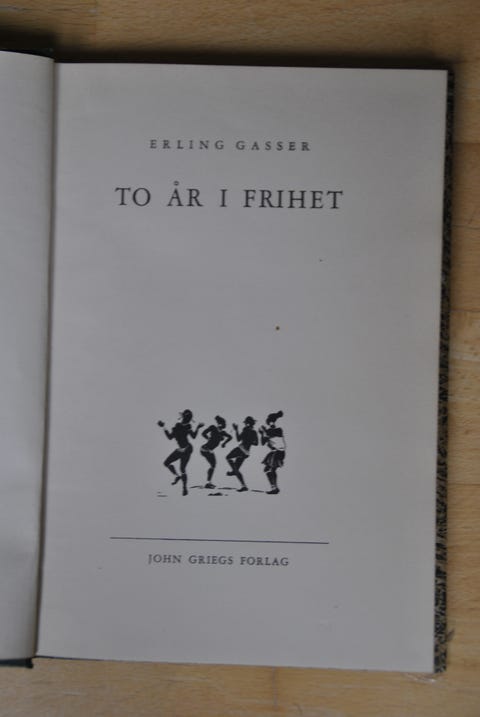 ERLING GASSER
TO ÅR I FRIHET
JOHN GRIEGS FORLAG